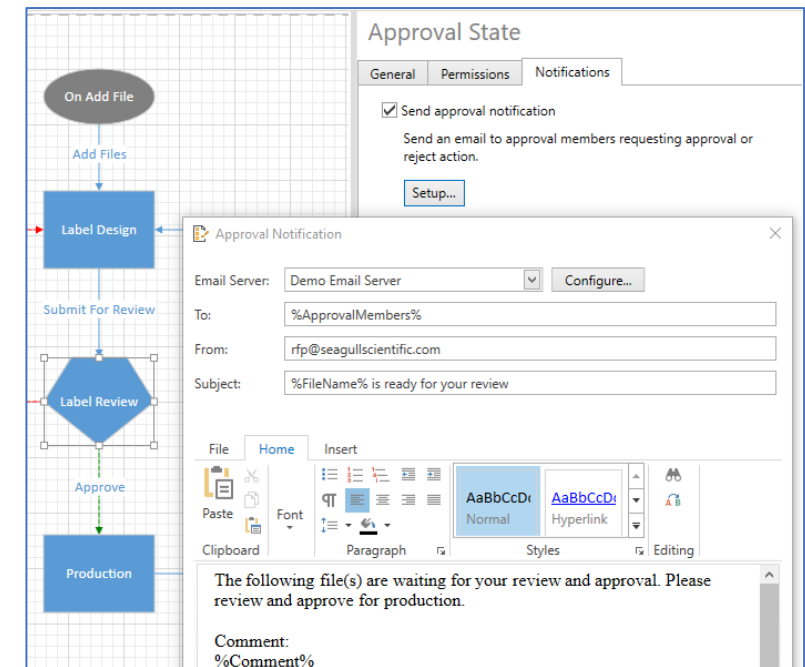 Approval State
General Permissions Notifications
On Add File
Send approval notification
Send an email to approval members requesting approval or
reject action.
Add Files
Setup...
Label Design
Approval Notification
Email Server: Demo Email Server Configure...
Submit For Review
To: %ApprovalMembers%
From: rfp@seagullscientific.com
Subject: %FileName% is ready for your review
Label Review
File Home Insert
Approve
Paste Font
AaBbCcD AaBbCcD
Normal Hyperlink
Clipboard Paragraph Styles Editing
Production
The following file(s) are waiting for your review and approval. Please
review and approve for production.
Comment:
%Comment%